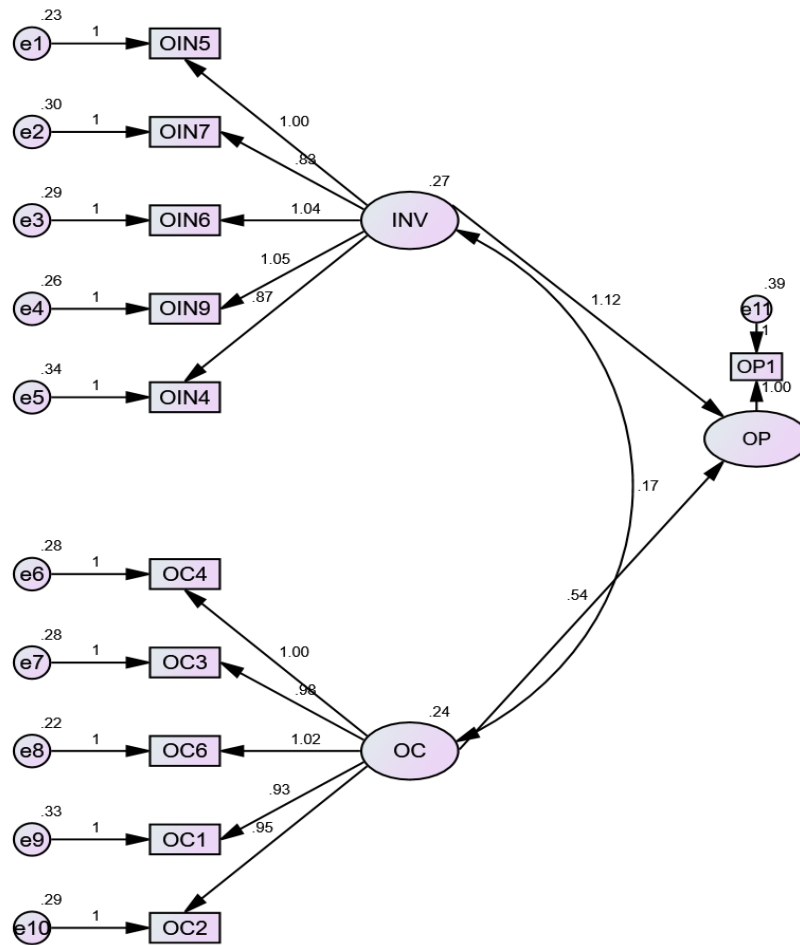 .23
e1
1
OIN5
.30
e2
1
OIN7
.29
e3
1
OIN6
.26
e4
1
OIN9
.34
e5
1
OIN4
1.00
.83
1.04
1.05
.87
.27
INV
1.12
.39
e11
1
OP1
1.00
OP
.17
.54
.28
e6
1
OC4
.28
e7
1
OC3
.22
e8
1
OC6
.33
e9
1
OC1
.29
e10
1
OC2
1.00
.98
1.02
.93
.95
.24
OC